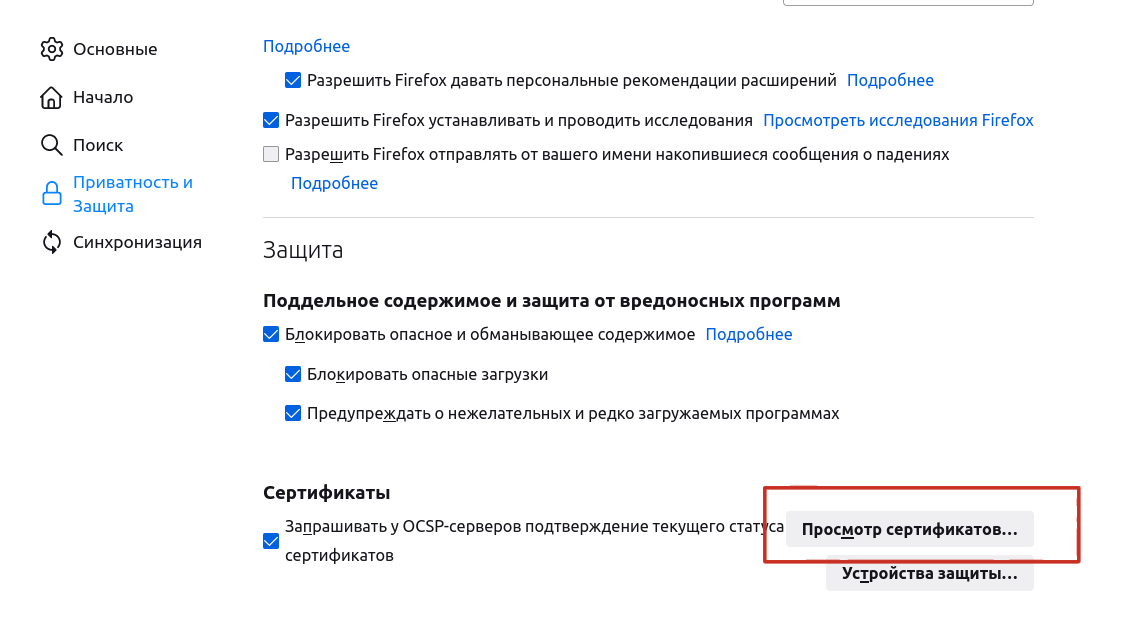 Основные
Начало
Поиск
Приватность и
Защита
Синхронизация
Подробнее
Разрешить Firefox давать персональные рекомендации расширений Подробнее
Разрешить Firefox устанавливать и проводить исследования Просмотреть исследования Firefox
Разрешить Firefox отправлять от вашего имени накопившиеся сообщения о падениях
Подробнее
Защита
Поддельное содержимое и защита от вредоносных программ
Блокировать опасное и обманывающее содержимое Подробнее
Блокировать опасные загрузки
Предупреждать о нежелательных и редко загружаемых программах
Сертификаты
Запрашивать у OCSP-серверов подтверждение текущего статуса
сертификатов
Просмотр сертификатов...
Устройства защиты...